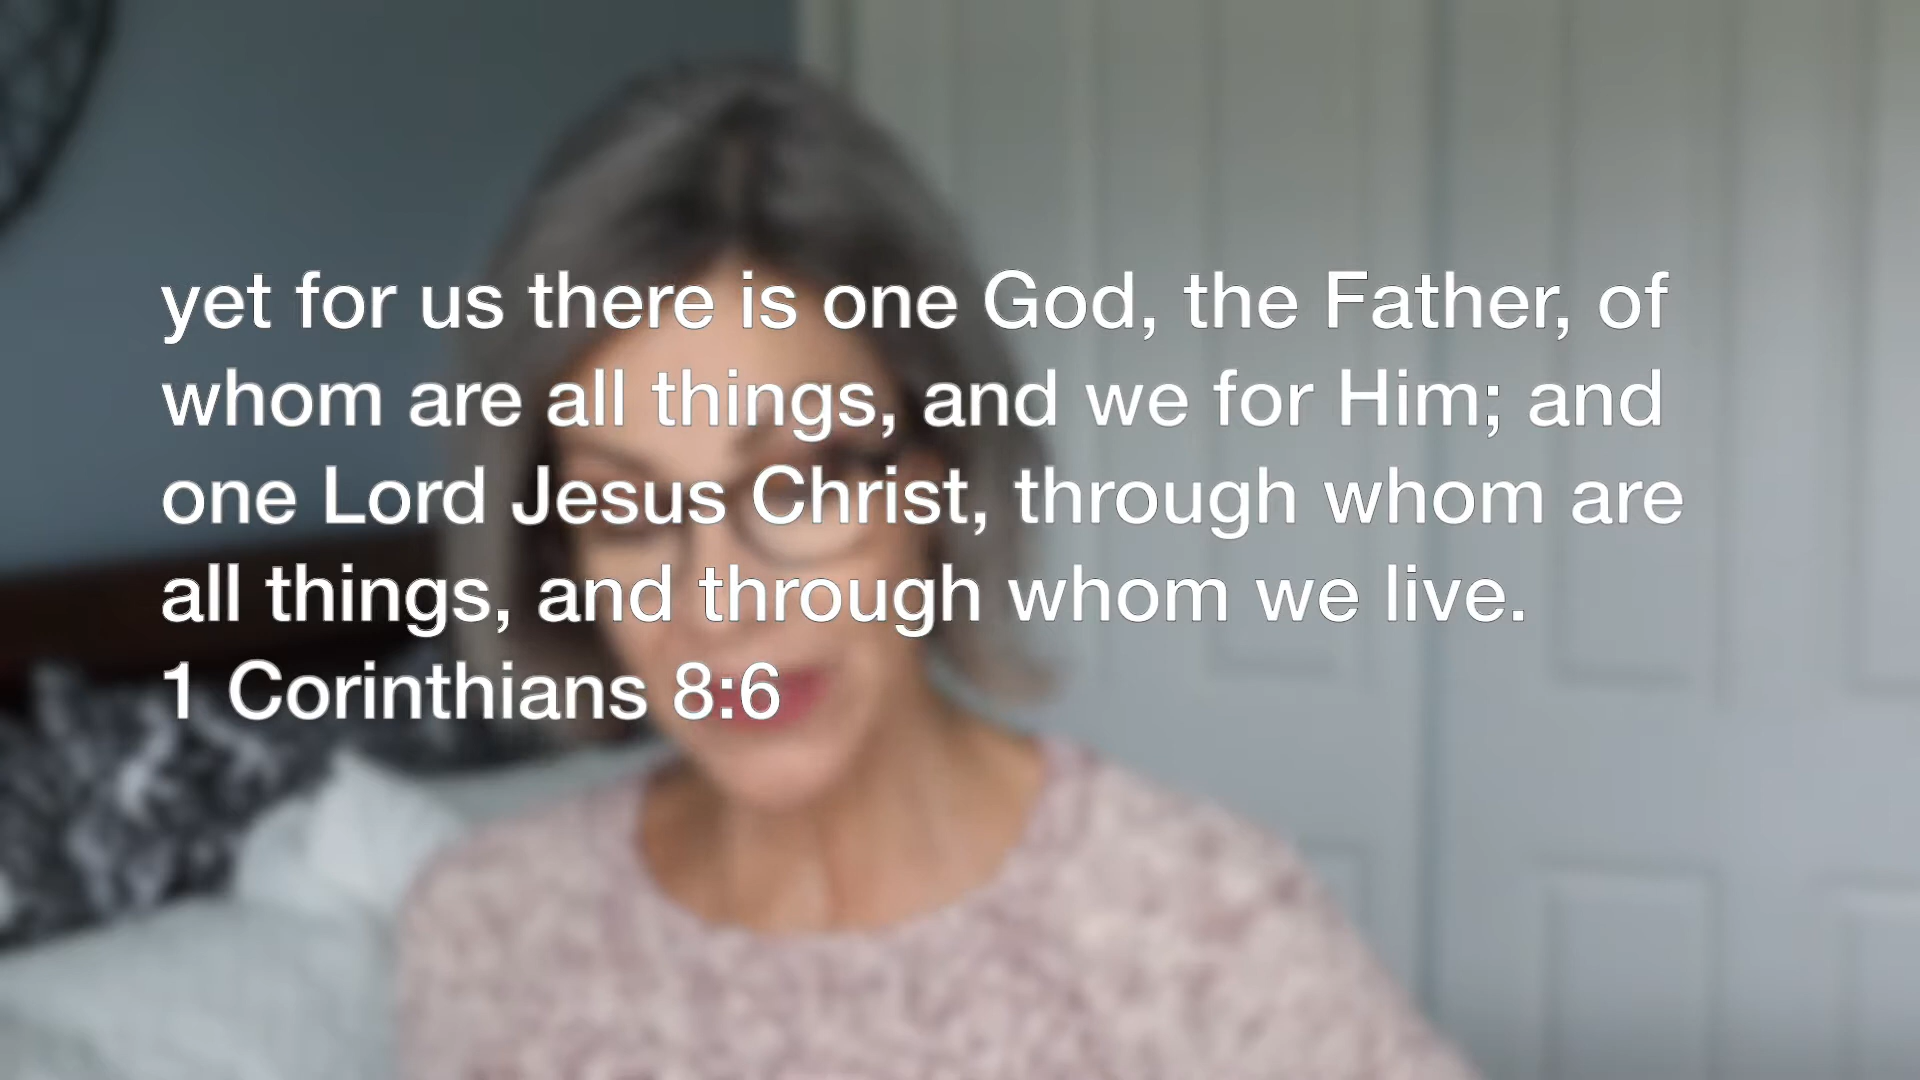 yet for us there is one God, the Father, of
whom are all things, and we for Him; and
one Lord Jesus Christ, through whom are
all things, and through whom we live.
1 Corinthians 8:6